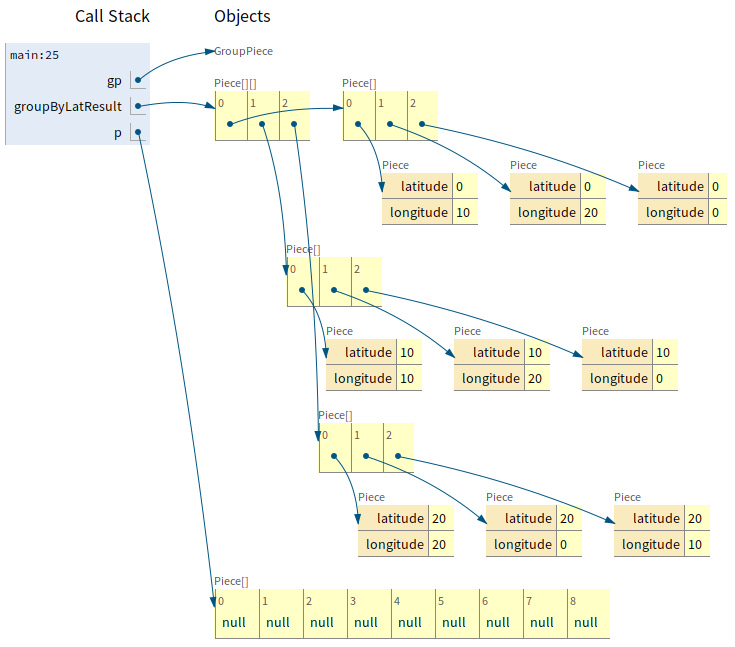 Call Stack Objects
main:25
GroupPiece
gp
Piece[][] Piece[]
groupByLatResult 0 1 2 0 1 2
p
Piece Piece Piece
latitude 0 latitude 0 latitude 0
longitude 10 longitude 20 longitude 0
Piece[]
0 1 2
Piece Piece Piece
latitude 10 latitude 10 latitude 10
longitude 10 longitude 20 longitude 0
Piece[]
0 1 2
Piece Piece Piece
latitude 20 latitude 20 latitude 20
longitude 20 longitude 0 longitude 10
Piece[]
0 1 2 3 4 5 6 7 8
null null null null null null null null null